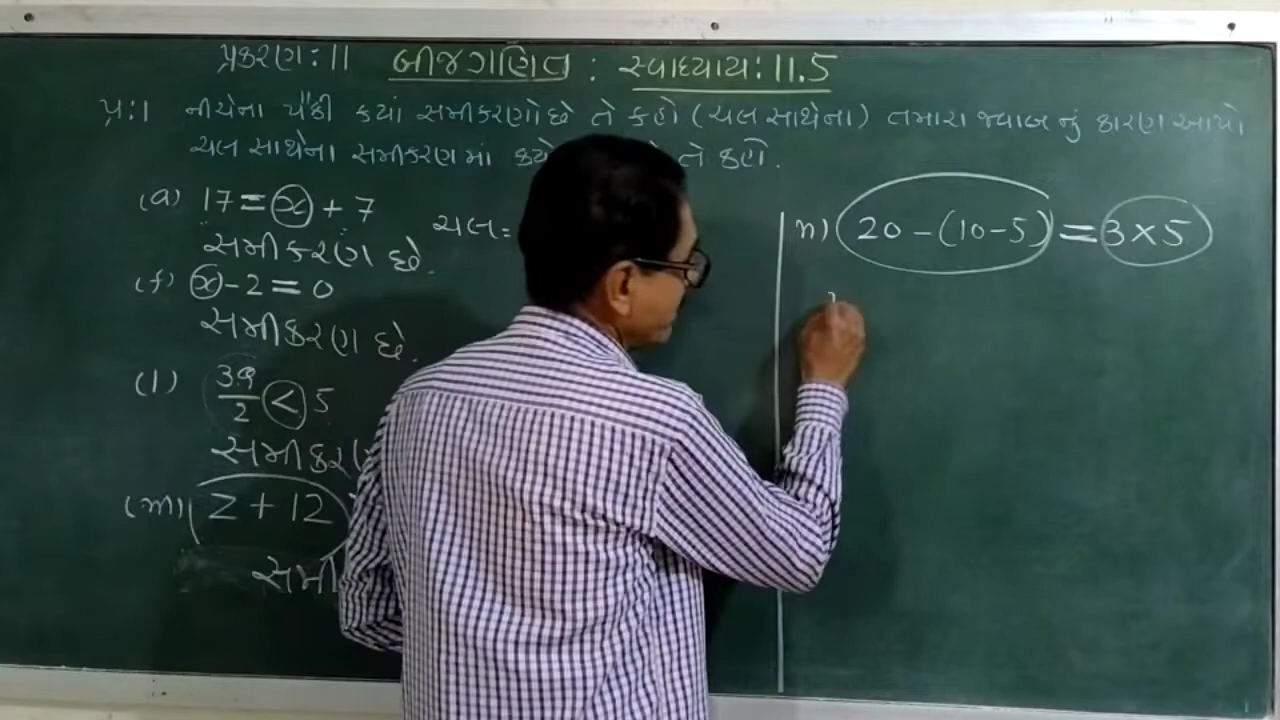 પ્રકરણ: 11 બીજગણિત : સ્વાધ્યાય: 11.5
પ્ર:1 નીચેના પૈકી કયાં સમીકરણો છે તે કહો (ચલ સાથેના) તમારા જવાબનું કારણ આપો
ચલ સાથેના સમીકરણમાં તે કહો.
(a) 17 = x + 7
સમીકરણ છે.
ચલ =
(f) x - 2 = 0
સમીકરણ છે.
(l) 39/2 < 5
(m) z + 12
n) 20 - (10 - 5) = 3 × 5